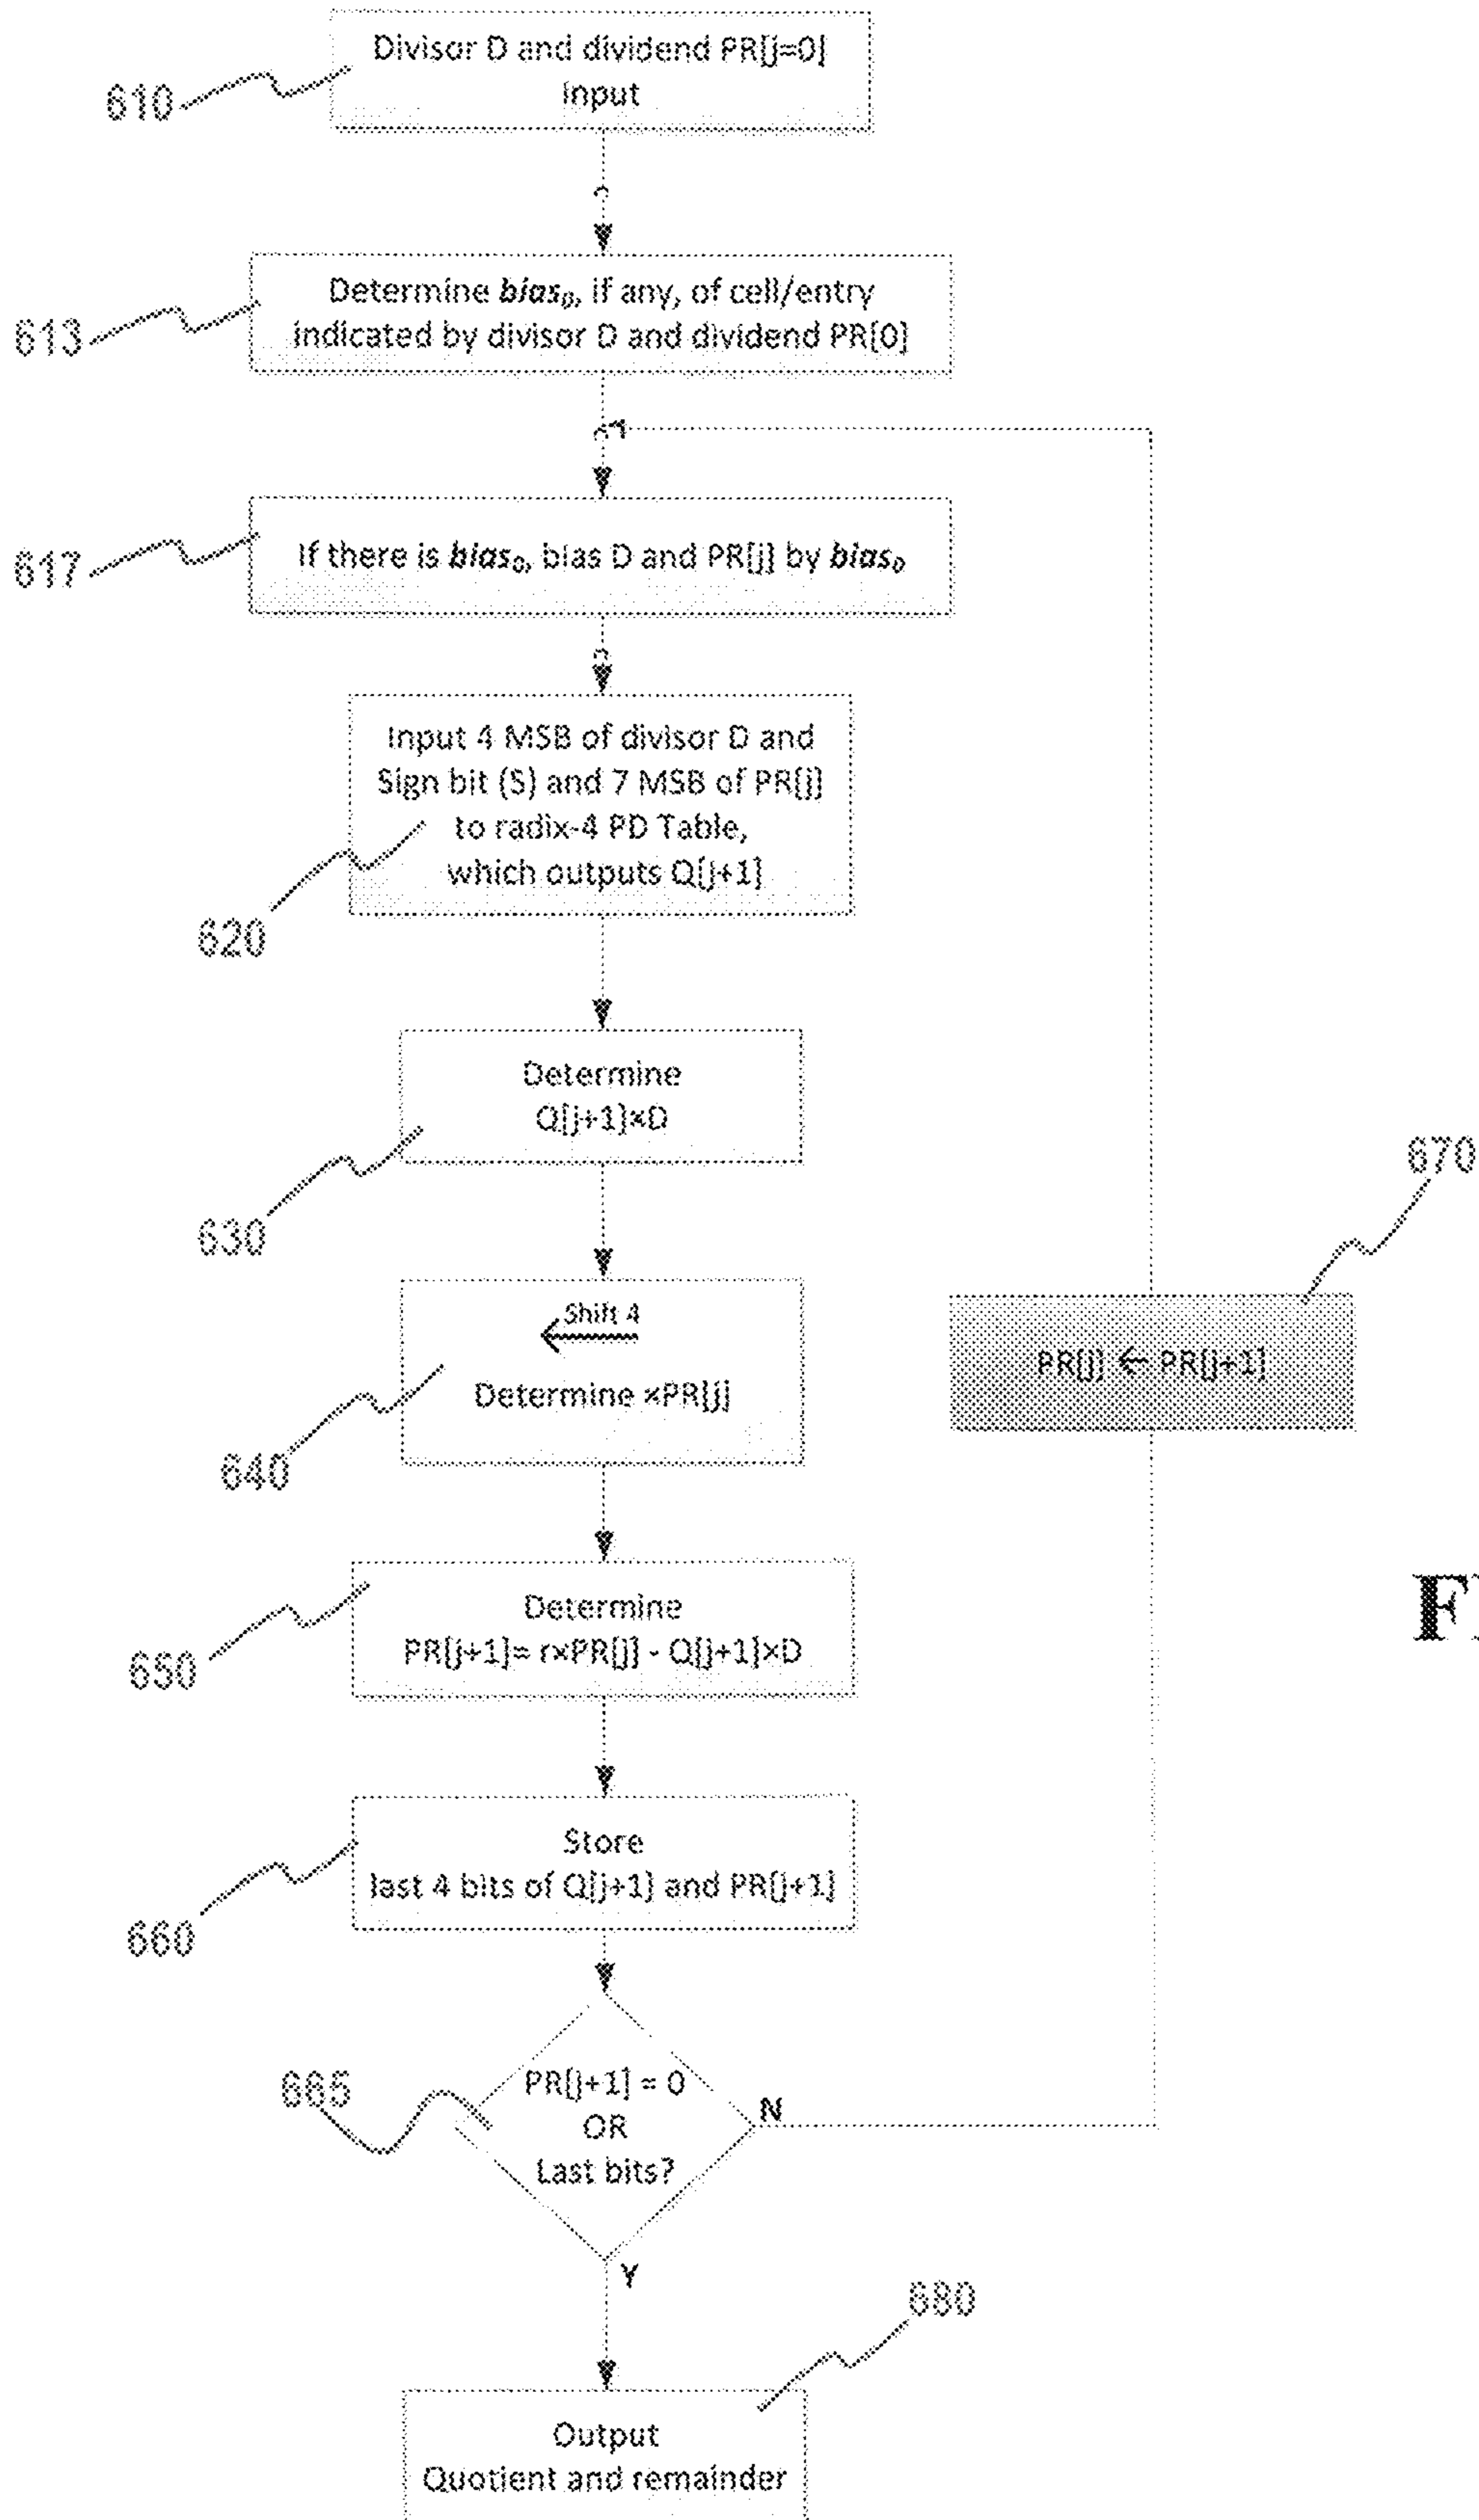 Divisor D and dividend PR[j=0]
Input
610
Determine bias₀, if any, of cell/entry
indicated by divisor D and dividend PR[0]
613
If there is bias₀, bias D and PR[j] by bias₀
617
Input 4 MSB of divisor D and
Sign bit (S) and 7 MSB of PR[j]
to radix-4 PD Table,
which outputs Q[j+1]
620
Determine
Q[j+1]×D
630
670
Shift 4
Determine ×PR[j]
640
PR[j] ← PR[j+1]
Determine
PR[j+1]= r×PR[j] - Q[j+1]×D
650
Store
last 4 bits of Q[j+1] and PR[j+1]
660
PR[j+1] = 0
OR
Last bits?
665
N
Y
680
Output
Quotient and remainder